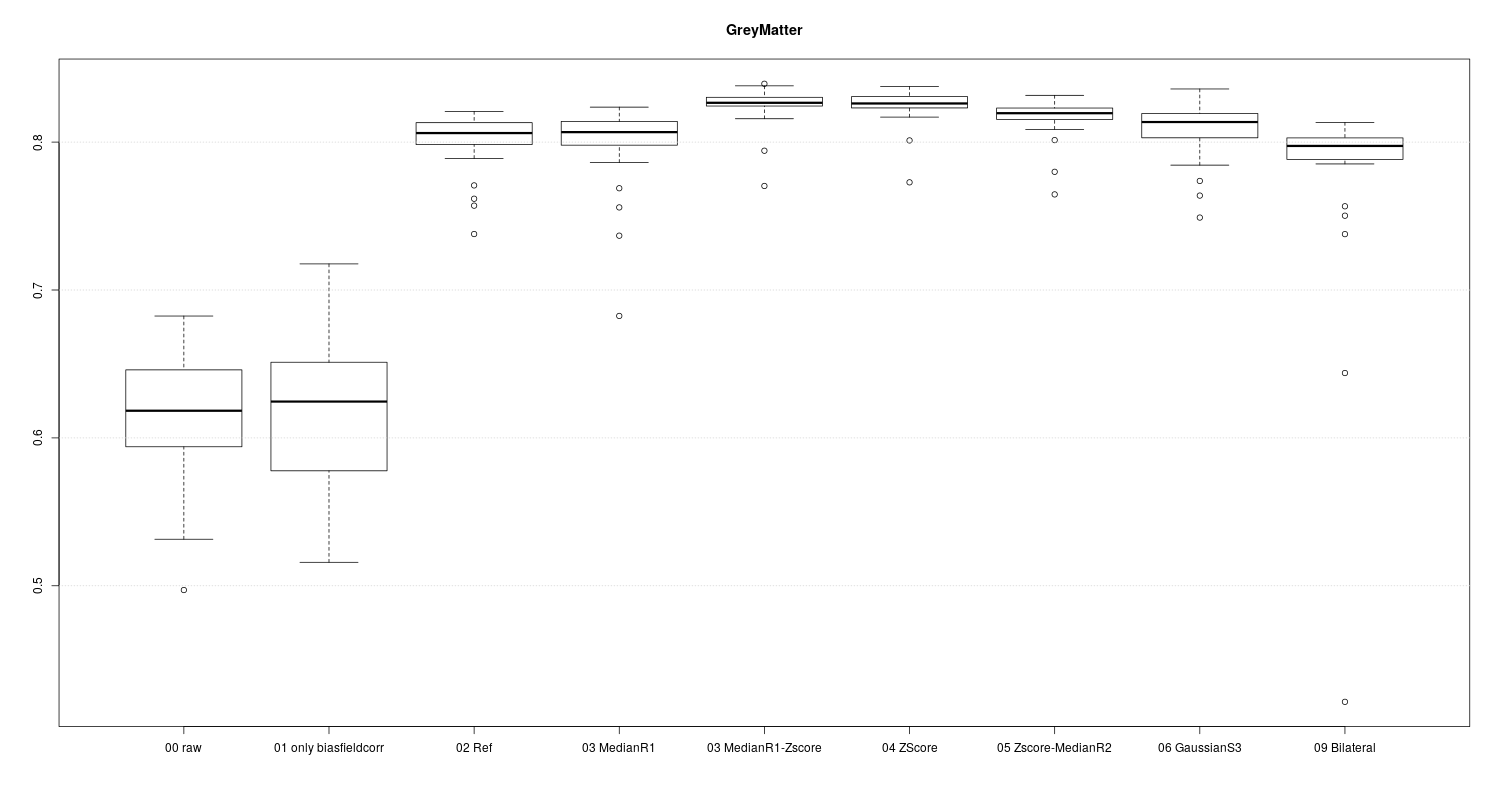 GreyMatter
0.8
0.7
0.6
0.5
00 raw
01 only biasfieldcorr
02 Ref
03 MedianR1
03 MedianR1-Zscore
04 ZScore
05 Zscore-MedianR2
06 GaussianS3
09 Bilateral